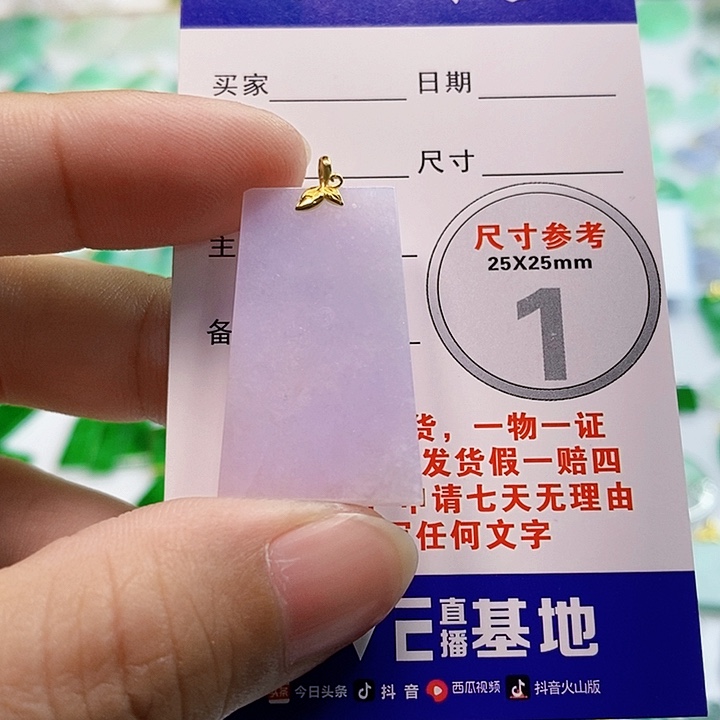 买家 日期
尺寸
主
备
尺寸参考
25X25mm
1
货，一物一证
发货假一赔四
请七天无理由
任何文字
直播基地
头条 今日头条 抖音 西瓜视频 抖音火山版